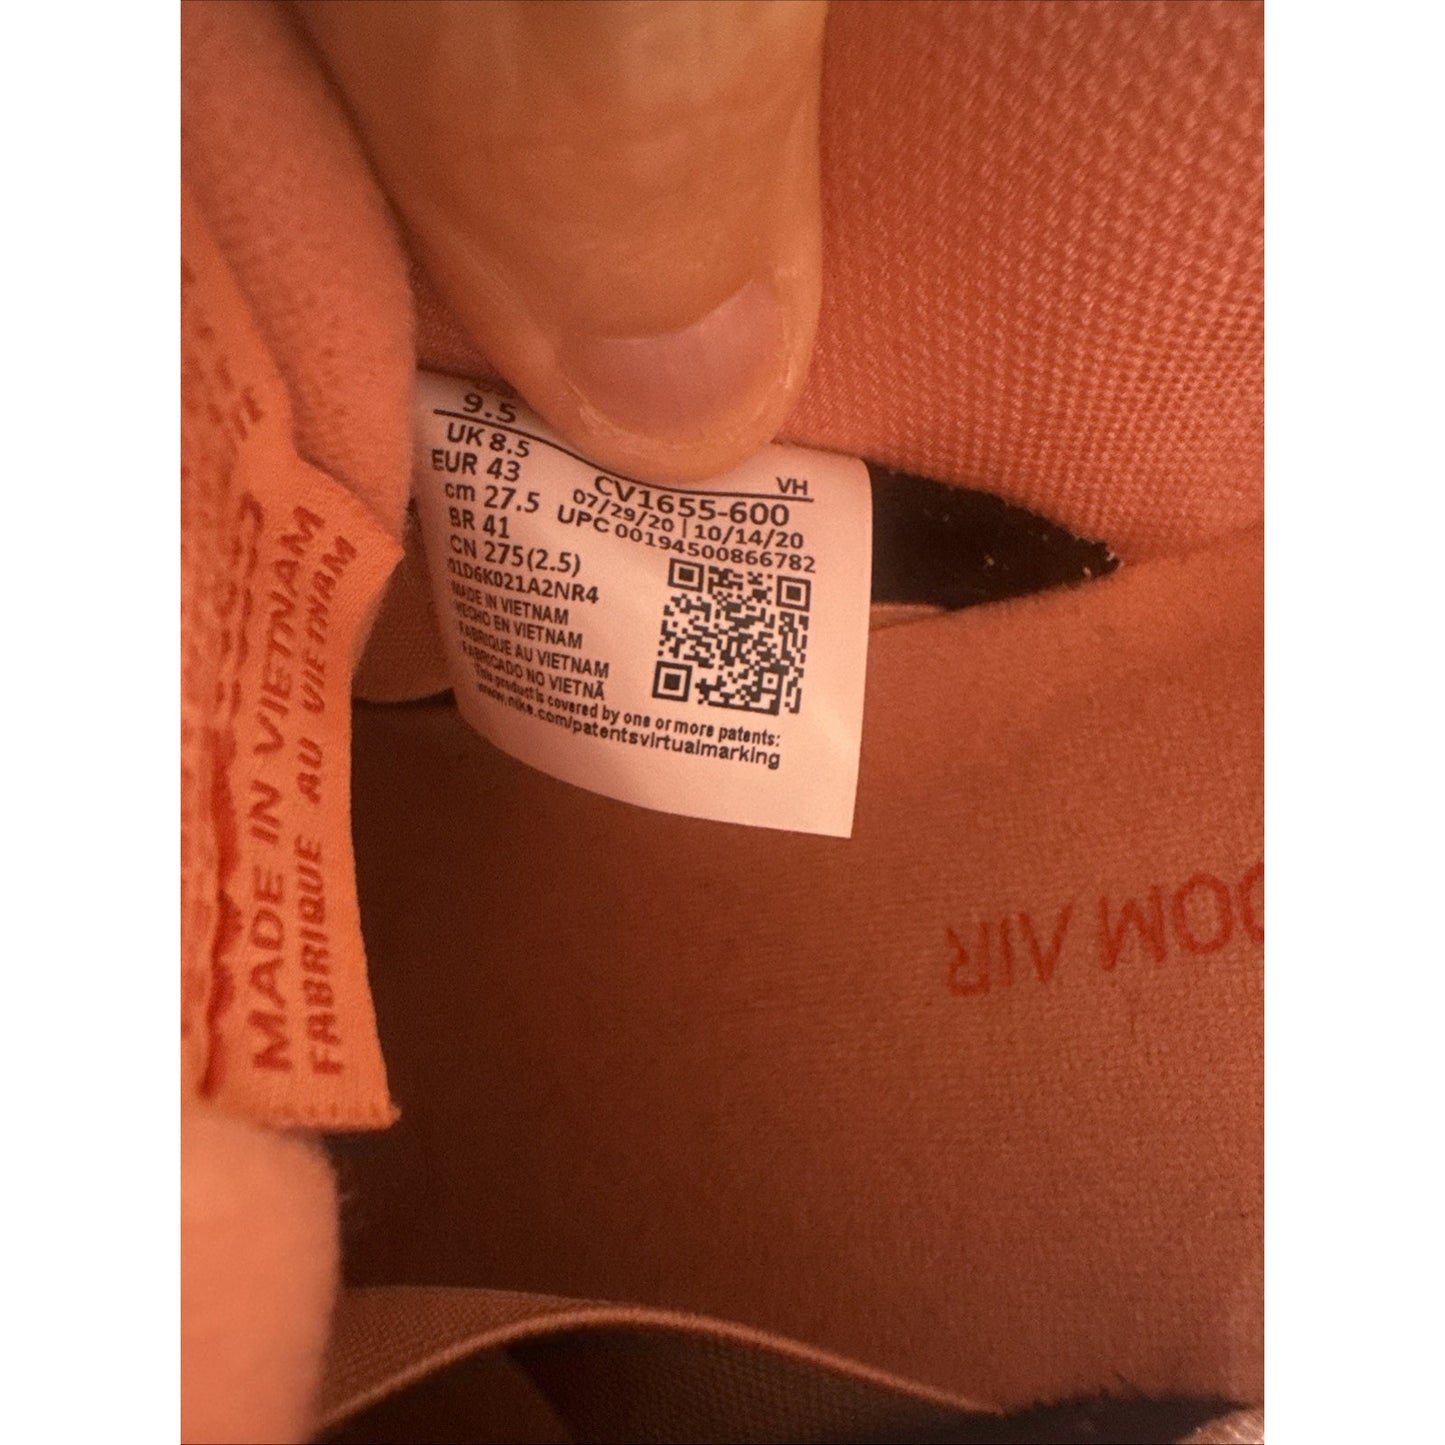 9.5
UK 8.5
EUR 43
cm 27.5
BR 41
CN 275(2.5)
01D6K021A2NR4
VH
CV1655-600
07/29/20 | 10/14/20
UPC 00194500866782
MADE IN VIETNAM
HECHO EN VIETNAM
FABRIQUE AU VIETNAM
FABRICADO NO VIETNÃ
This product is covered by one or more patents:
www.nike.com/patentsvirtualmarking
MADE IN VIETNAM
FABRIQUE AU VIETNAM
OOM AIR